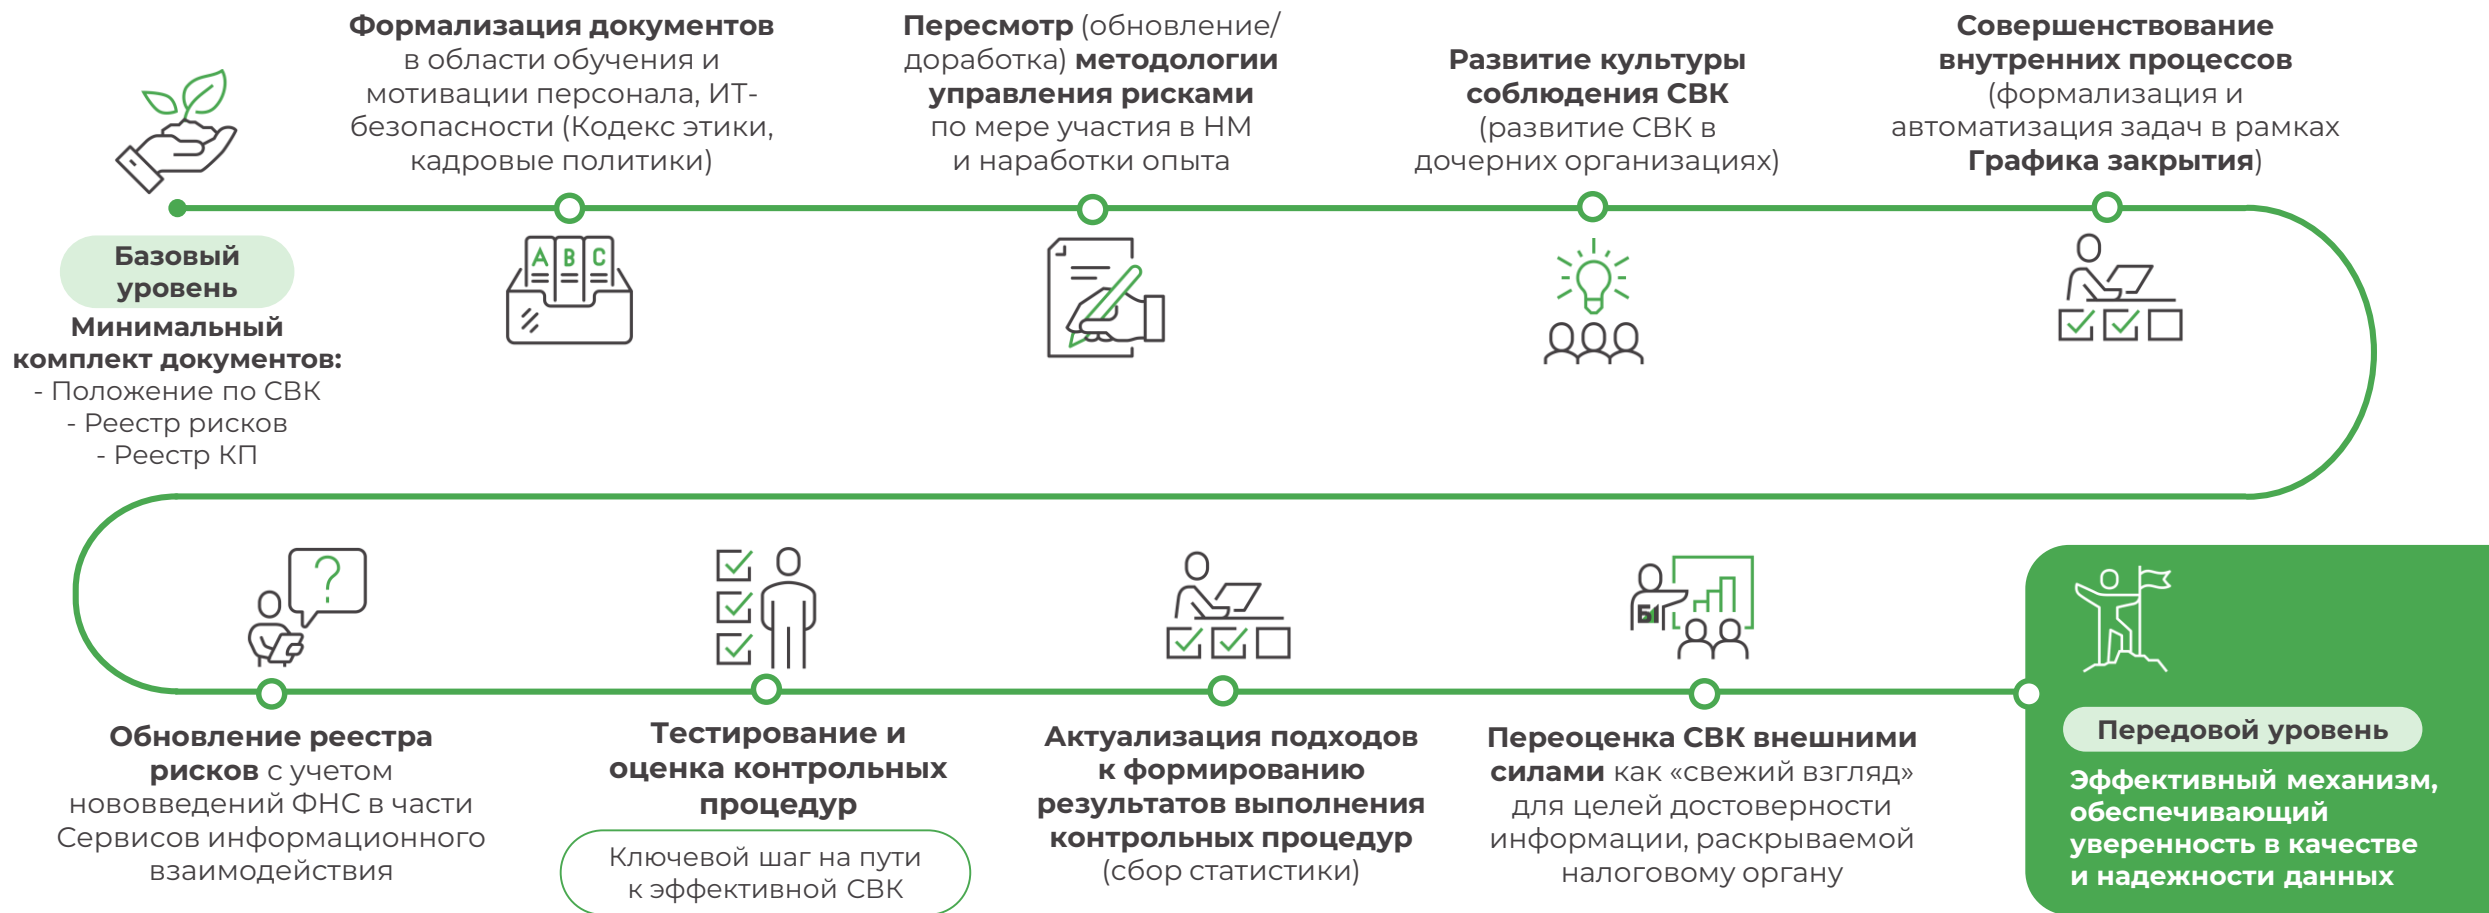 Формализация документов
в области обучения и
мотивации персонала, ИТ-
безопасности (Кодекс этики,
кадровые политики)
Пересмотр (обновление/
доработка) методологии
управления рисками
по мере участия в НМ
и наработки опыта
Развитие культуры
соблюдения СВК
(развитие СВК в
дочерних организациях)
Совершенствование
внутренних процессов
(формализация и
автоматизация задач в рамках
Графика закрытия)
Базовый
уровень
Минимальный
комплект документов:
- Положение по СВК
- Реестр рисков
- Реестр КП
A B C
?
Б1
Обновление реестра
рисков с учетом
нововведений ФНС в части
Сервисов информационного
взаимодействия
Тестирование и
оценка контрольных
процедур
Ключевой шаг на пути
к эффективной СВК
Актуализация подходов
к формированию
результатов выполнения
контрольных процедур
(сбор статистики)
Переоценка СВК внешними
силами как «свежий взгляд»
для целей достоверности
информации, раскрываемой
налоговому органу
Передовой уровень
Эффективный механизм,
обеспечивающий
уверенность в качестве
и надежности данных